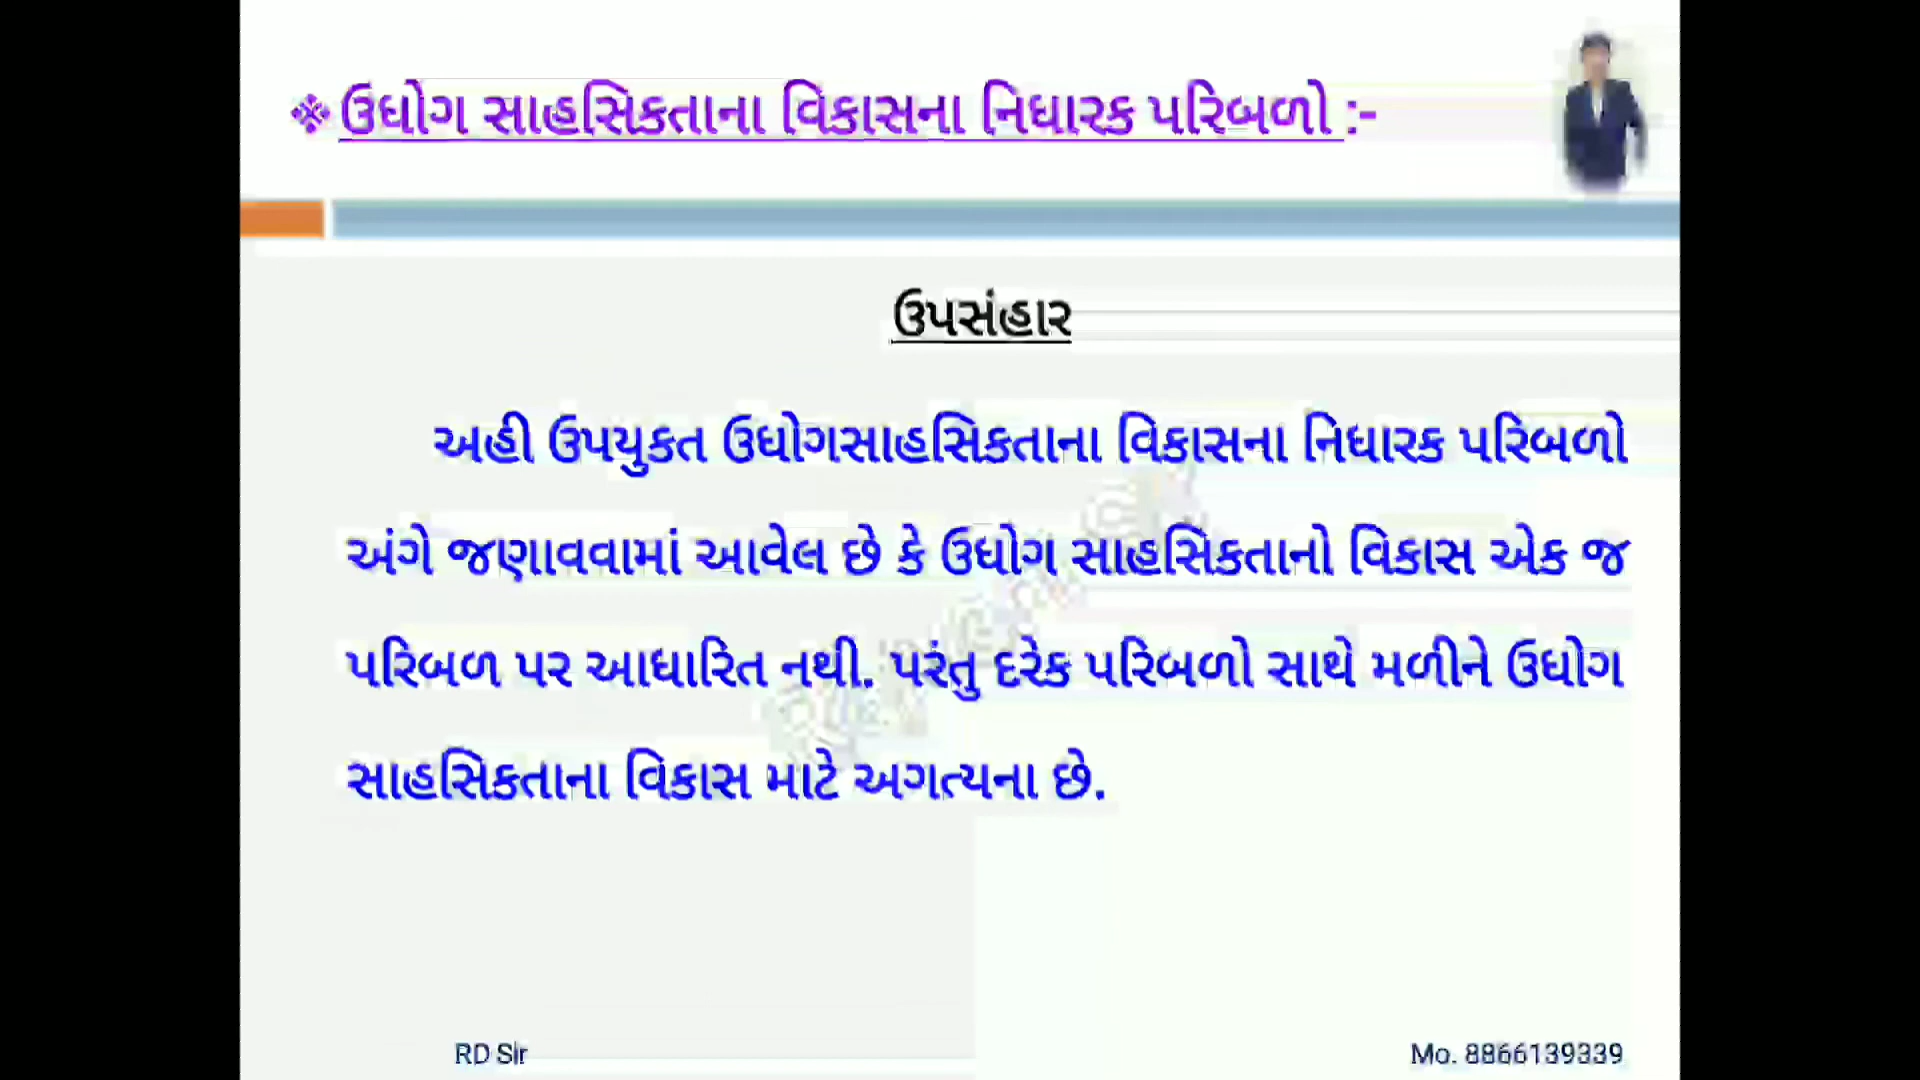 ❖ ઉધોગ સાહસિકતાના વિકાસના નિધારક પરિબળો :-
ઉપસંહાર
અહી ઉપયુકત ઉધોગસાહસિકતાના વિકાસના નિધારક પરિબળો
અંગે જણાવવામાં આવેલ છે કે ઉધોગ સાહસિકતાનો વિકાસ એક જ
પરિબળ પર આધારિત નથી. પરંતુ દરેક પરિબળો સાથે મળીને ઉધોગ
સાહસિકતાના વિકાસ માટે અગત્યના છે.
RD Sir
Mo. 8866139339